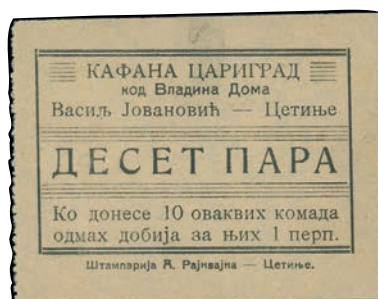 КАФАНА ЦАРИГРАД
код Владина Дома
Васиљ Јовановић — Цетиње
ДЕСЕТ ПАРА
Ко донесе 10 оваквих комада
одмах добија за њих 1 перп.
Штампарија Я. Рајнвајна — Цетиње.